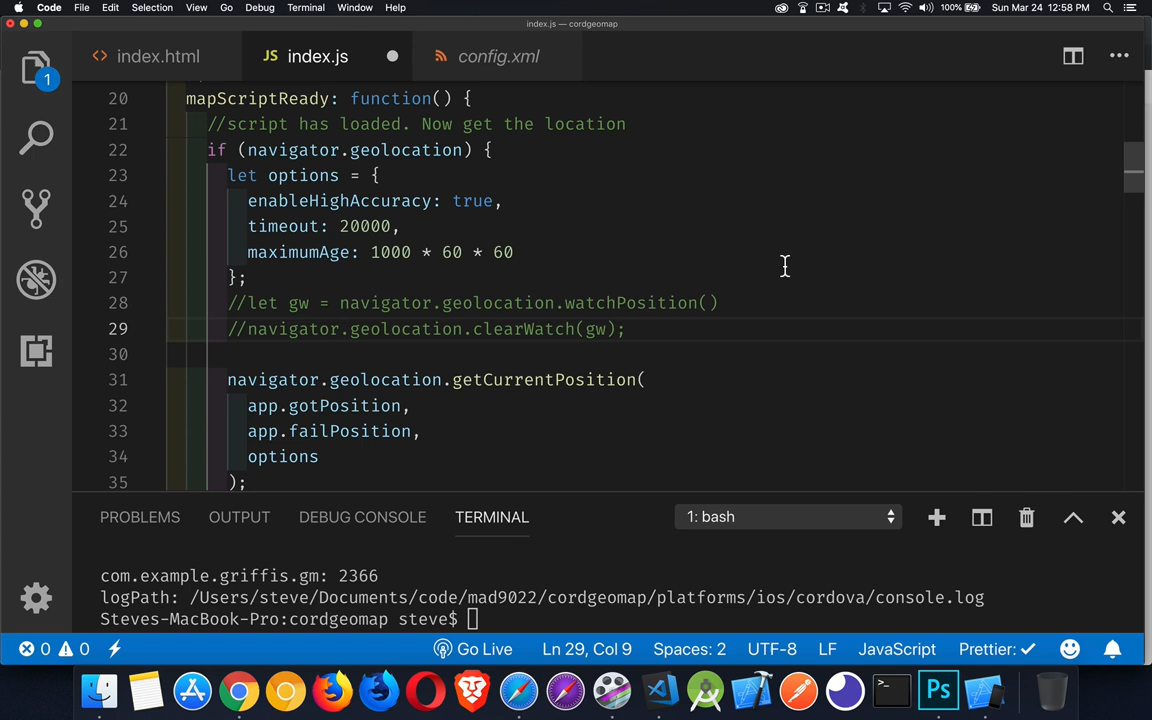 Code File Edit Selection View Go Debug Terminal Window Help 100% Sun Mar 24 12:58 PM
index.js — cordgeomap
<> index.html JS index.js config.xml
1
20 mapScriptReady: function() {
21 //script has loaded. Now get the location
22 if (navigator.geolocation) {
23 let options = {
24 enableHighAccuracy: true,
25 timeout: 20000,
26 maximumAge: 1000 * 60 * 60
27 };
28 //let gw = navigator.geolocation.watchPosition()
29 //navigator.geolocation.clearWatch(gw);
30
31 navigator.geolocation.getCurrentPosition(
32 app.gotPosition,
33 app.failPosition,
34 options
35 );
PROBLEMS OUTPUT DEBUG CONSOLE TERMINAL 1: bash
com.example.griffis.gm: 2366
logPath: /Users/steve/Documents/code/mad9022/cordgeomap/platforms/ios/cordova/console.log
Steves-MacBook-Pro:cordgeomap steve$
0 0 Go Live Ln 29, Col 9 Spaces: 2 UTF-8 LF JavaScript Prettier: ✓
>_ Ps